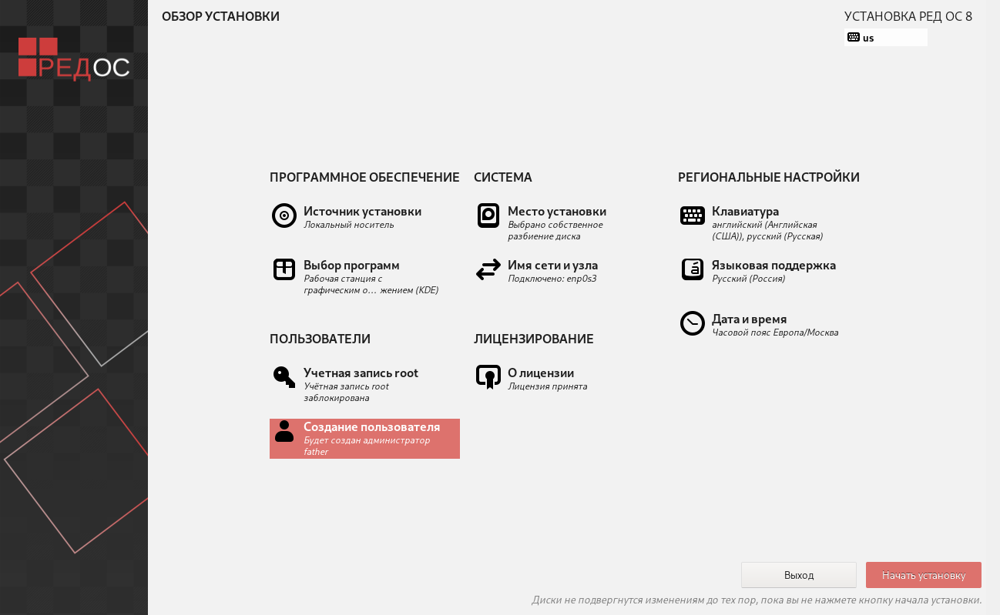 РЕДОС
ОБЗОР УСТАНОВКИ
УСТАНОВКА РЕД ОС 8
us
ПРОГРАММНОЕ ОБЕСПЕЧЕНИЕ
Источник установки
Локальный носитель
Выбор программ
Рабочая станция с
графическим о... жением (KDE)
СИСТЕМА
Место установки
Выбрано собственное
разбиение диска
Имя сети и узла
Подключено: enp0s3
РЕГИОНАЛЬНЫЕ НАСТРОЙКИ
Клавиатура
английский (Английская
(США)), русский (Русская)
Языковая поддержка
Русский (Россия)
Дата и время
Часовой пояс Европа/Москва
ПОЛЬЗОВАТЕЛИ
Учетная запись root
Учётная запись root
заблокирована
Создание пользователя
Будет создан администратор
father
ЛИЦЕНЗИРОВАНИЕ
О лицензии
Лицензия принята
Выход
Начать установку
Диски не подвергнутся изменениям до тех пор, пока вы не нажмете кнопку начала установки.